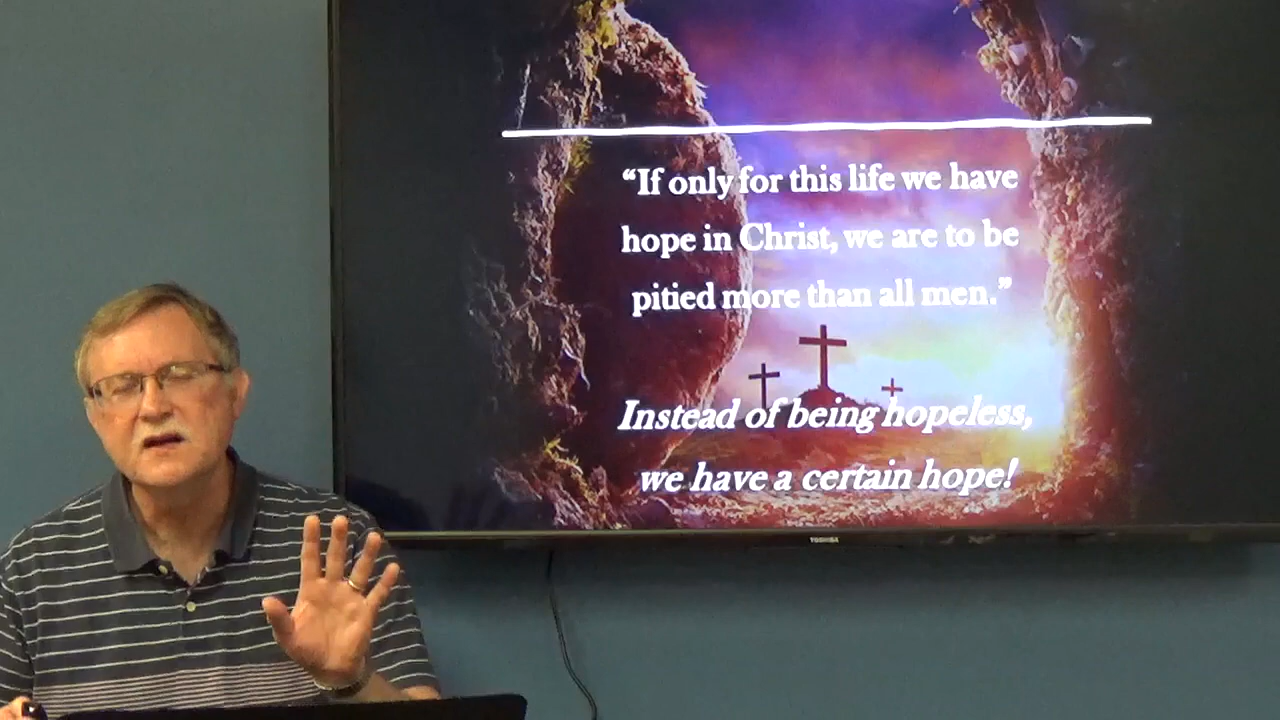 “If only for this life we have
hope in Christ, we are to be
pitied more than all men.”
Instead of being hopeless,
we have a certain hope!
TOSHIBA